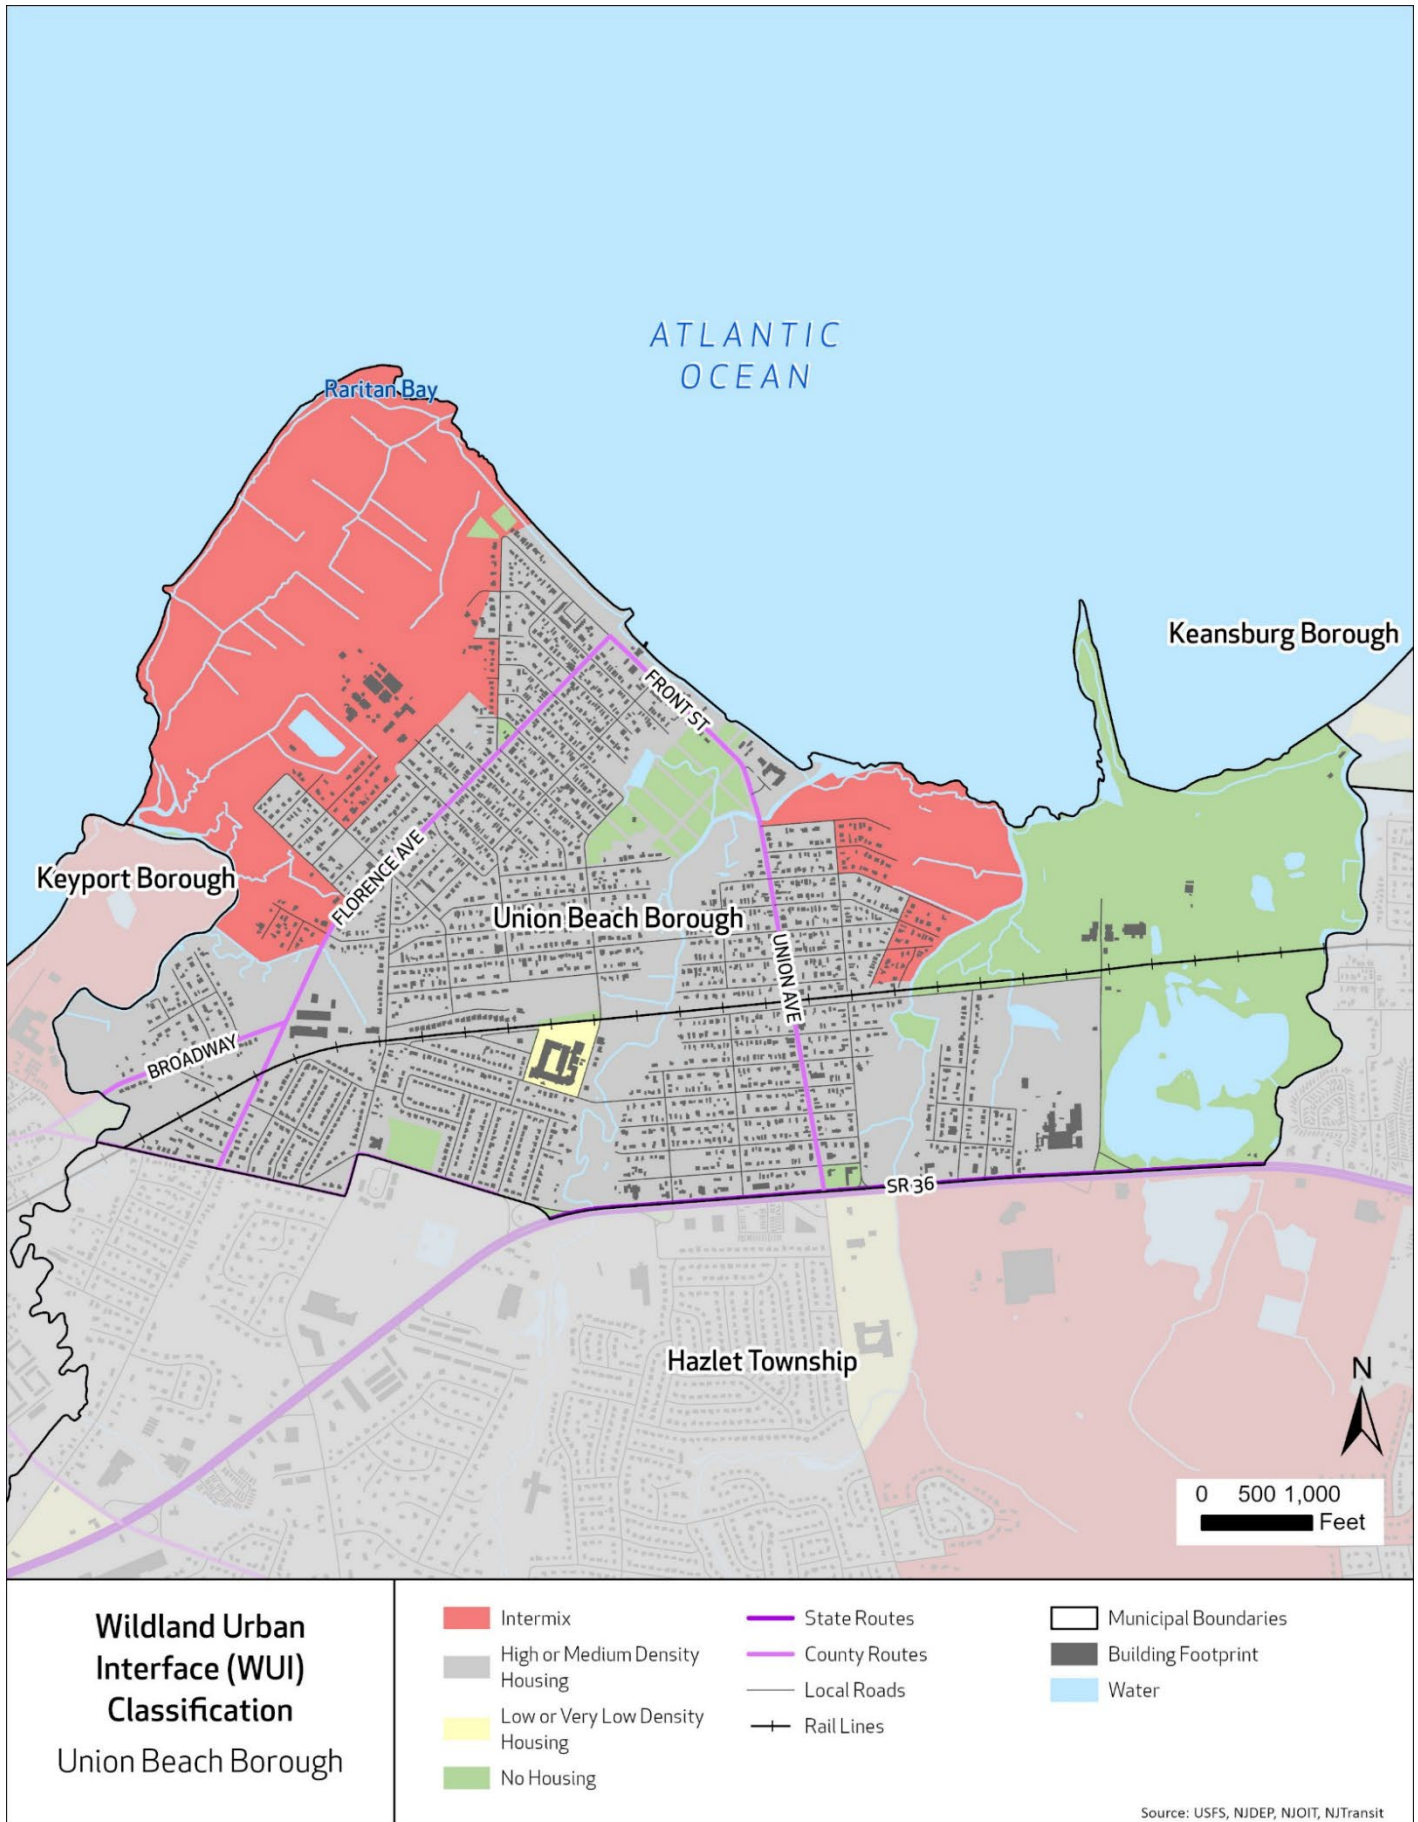 ATLANTIC
OCEAN
Raritan Bay
Keansburg Borough
FRONT ST
FLORENCE AVE
Keyport Borough
Union Beach Borough
UNION AVE
BROADWAY
SR 36
Hazlet Township
N
0 500 1,000
Feet
Wildland Urban
Interface (WUI)
Classification
Union Beach Borough
Intermix
High or Medium Density
Housing
Low or Very Low Density
Housing
No Housing
State Routes
County Routes
Local Roads
Rail Lines
Municipal Boundaries
Building Footprint
Water
Source: USFS, NJDEP, NJOIT, NJTransit